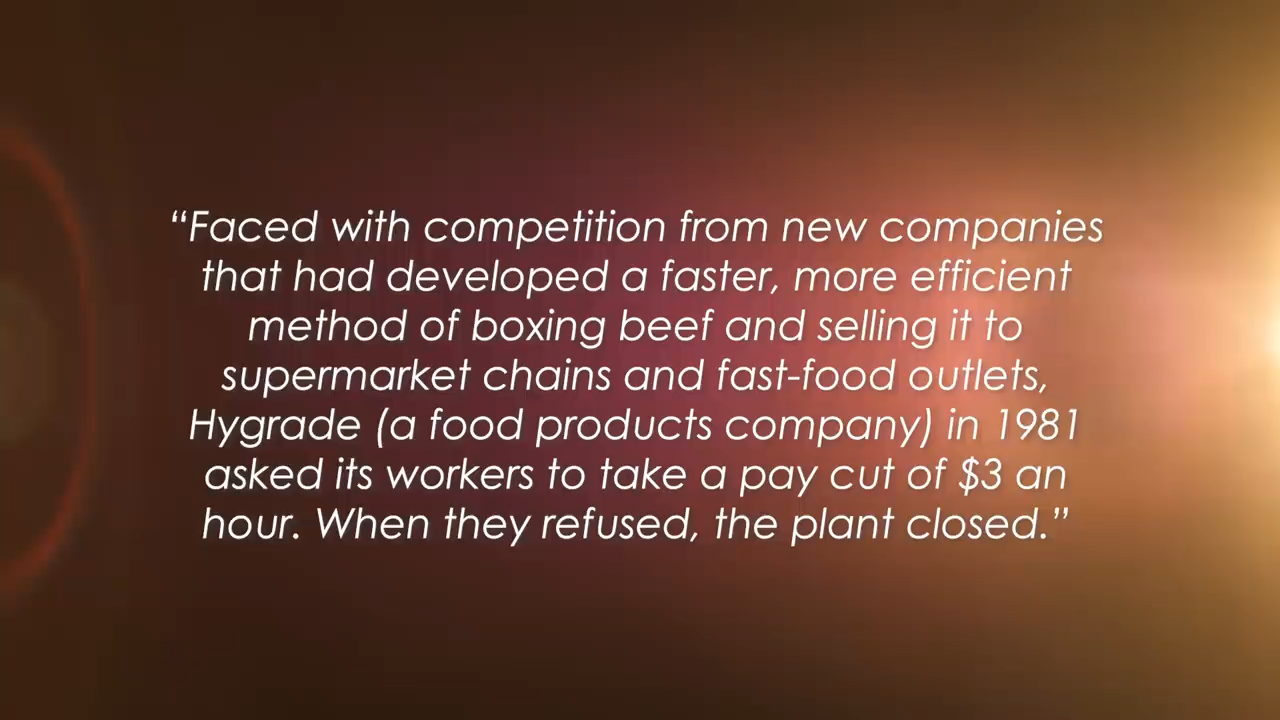 “Faced with competition from new companies
that had developed a faster, more efficient
method of boxing beef and selling it to
supermarket chains and fast-food outlets,
Hygrade (a food products company) in 1981
asked its workers to take a pay cut of $3 an
hour. When they refused, the plant closed.”